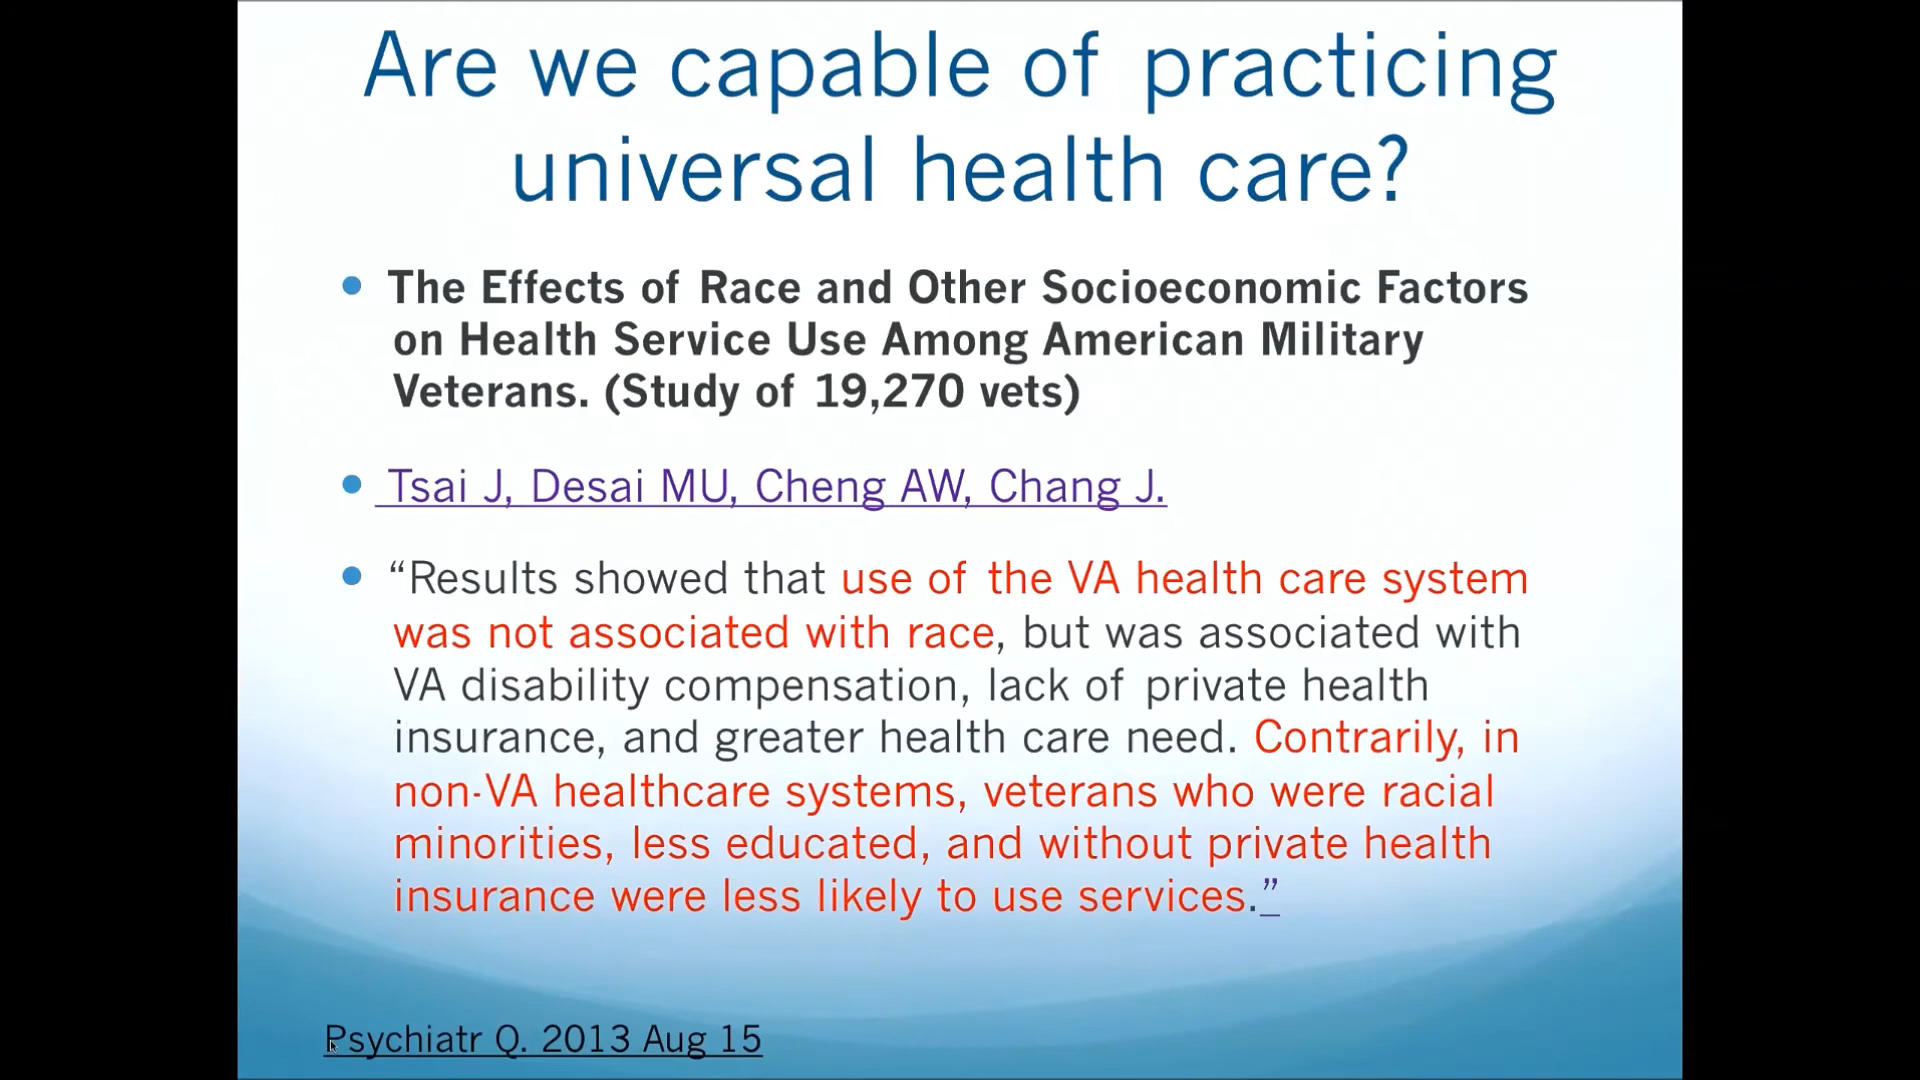 Are we capable of practicing
universal health care?
• The Effects of Race and Other Socioeconomic Factors
on Health Service Use Among American Military
Veterans. (Study of 19,270 vets)
• Tsai J, Desai MU, Cheng AW, Chang J.
• “Results showed that use of the VA health care system
was not associated with race, but was associated with
VA disability compensation, lack of private health
insurance, and greater health care need. Contrarily, in
non-VA healthcare systems, veterans who were racial
minorities, less educated, and without private health
insurance were less likely to use services.”
Psychiatr Q. 2013 Aug 15